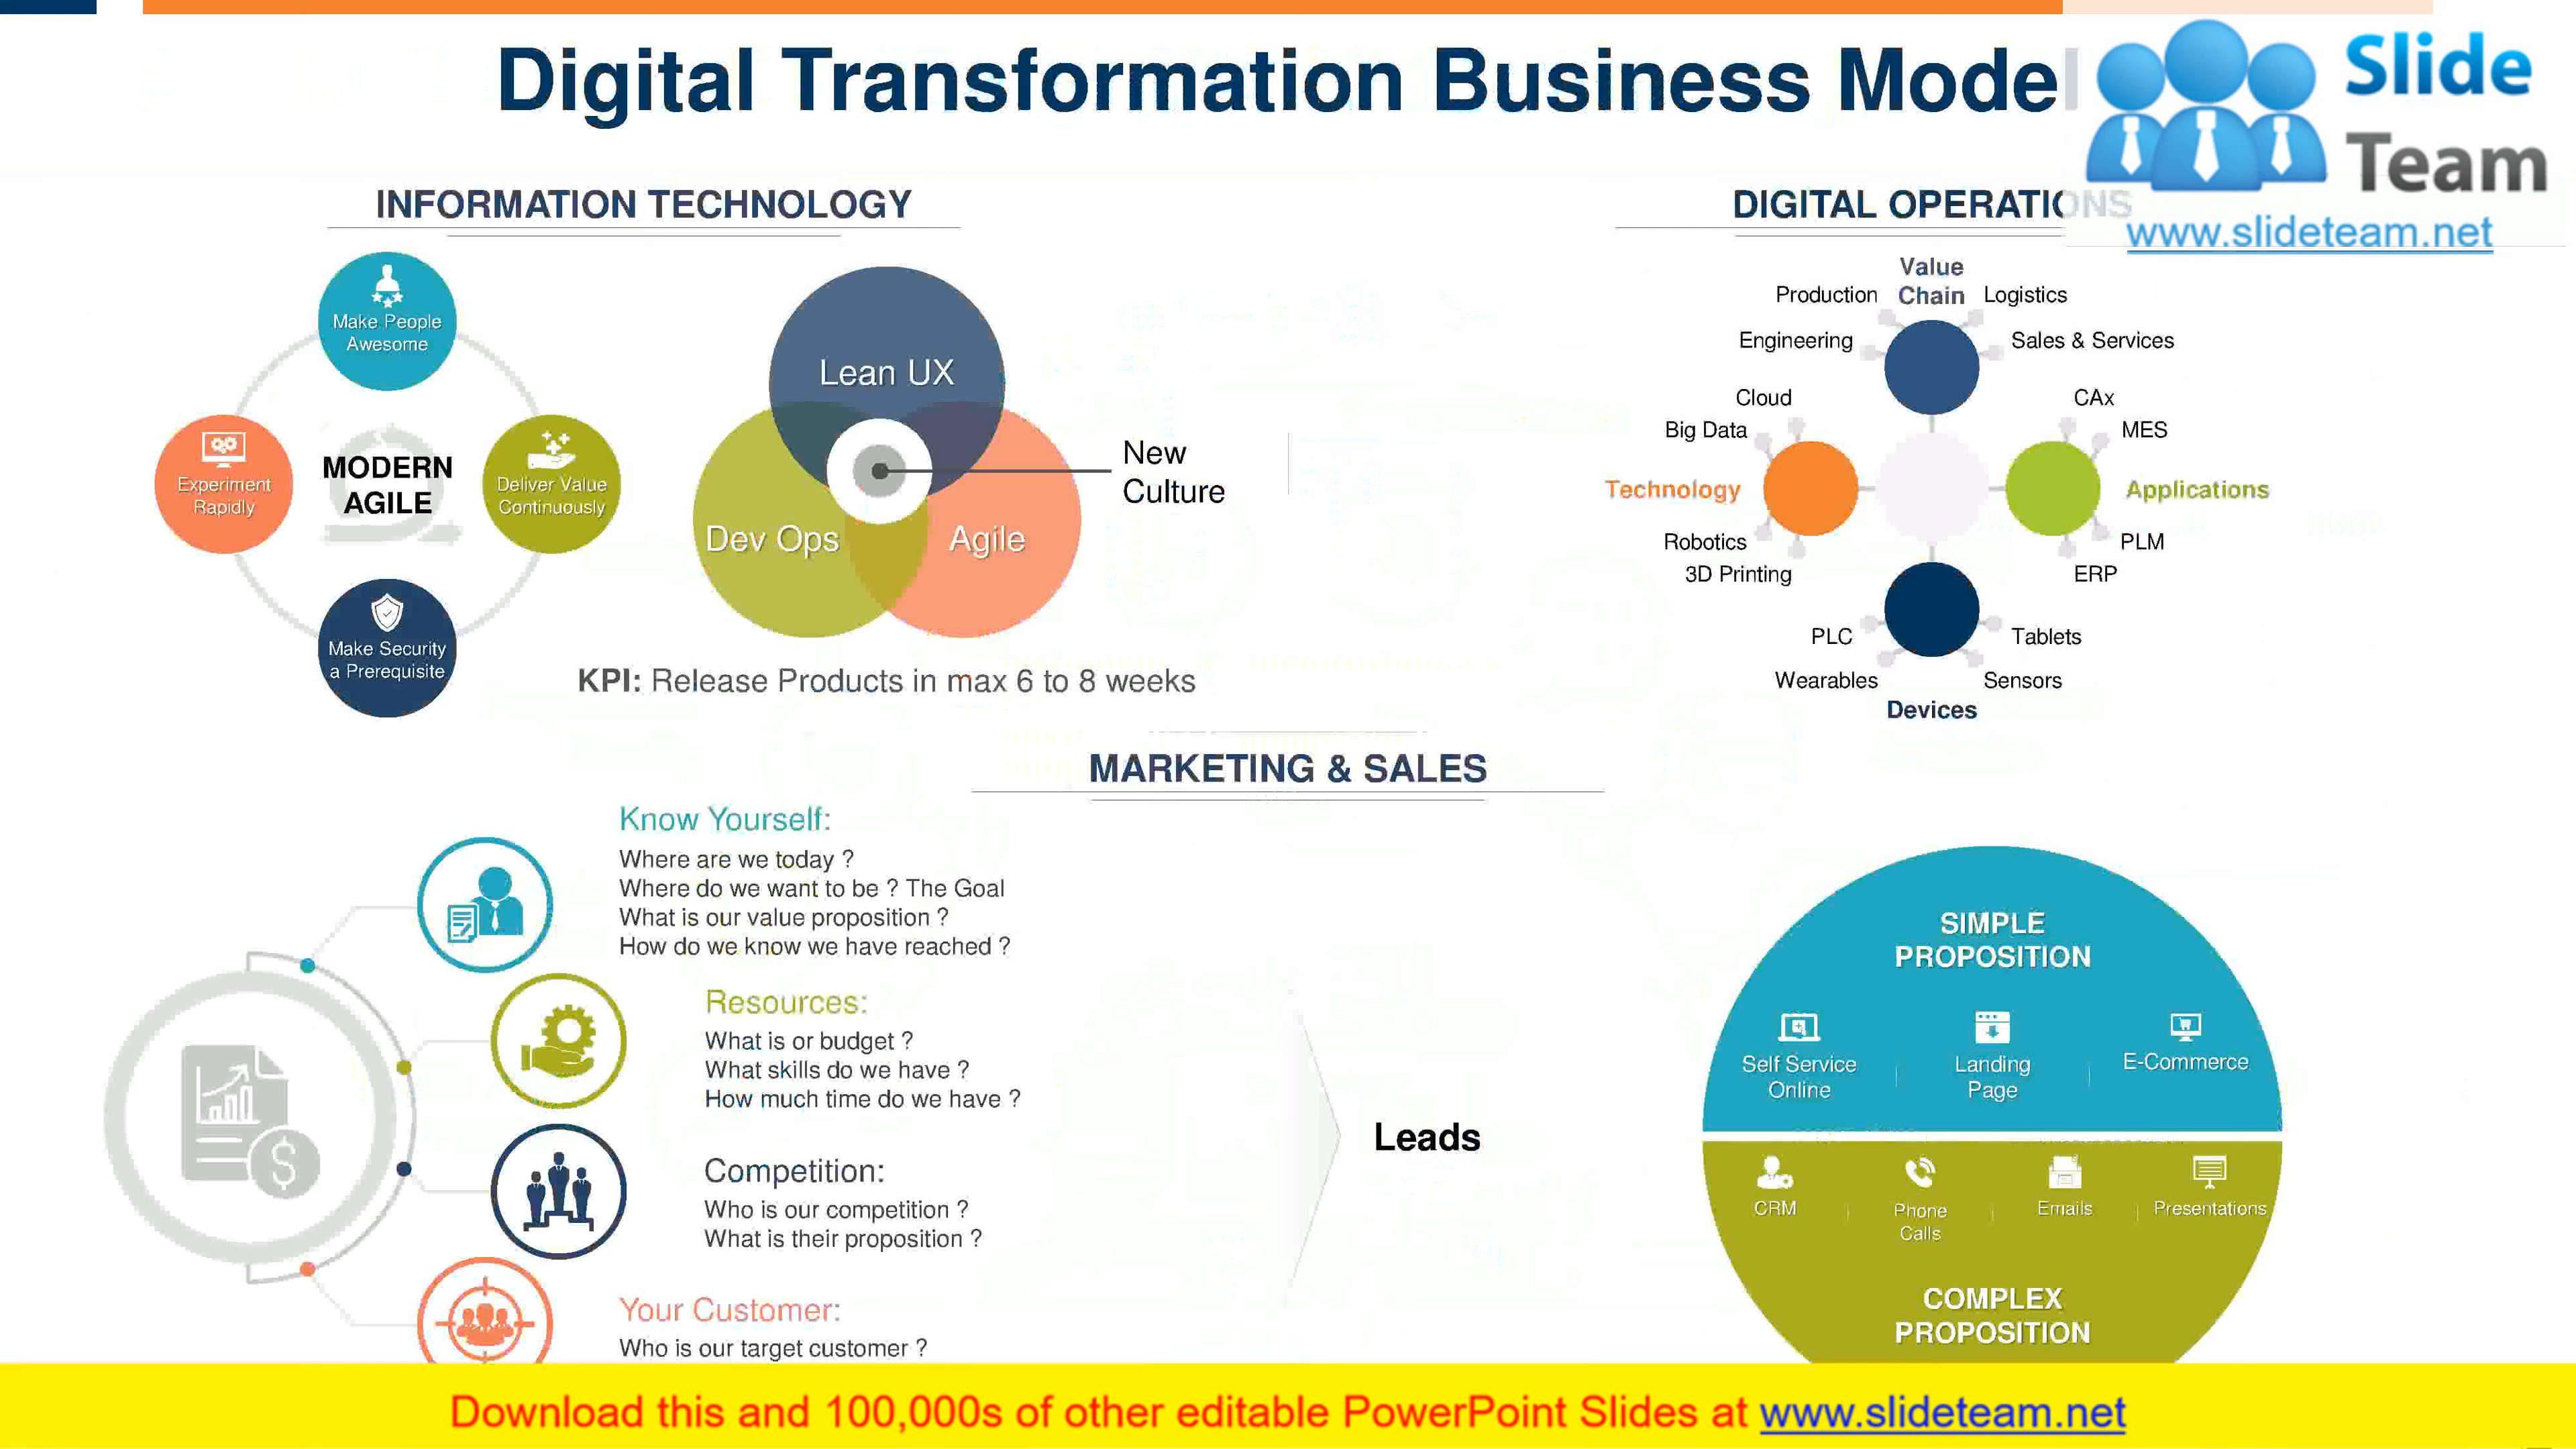 Digital Transformation Business Model
Slide
Team
www.slideteam.net
INFORMATION TECHNOLOGY
Make People
Awesome
Experiment
Rapidly
MODERN
AGILE
Deliver Value
Continuously
Make Security
a Prerequisite
Lean UX
Dev Ops
Agile
New
Culture
KPI: Release Products in max 6 to 8 weeks
DIGITAL OPERATIONS
Value
Chain
Production
Logistics
Engineering
Sales & Services
Cloud
CAx
Big Data
MES
Technology
Applications
Robotics
PLM
3D Printing
ERP
PLC
Tablets
Wearables
Sensors
Devices
MARKETING & SALES
Know Yourself:
Where are we today ?
Where do we want to be ? The Goal
What is our value proposition ?
How do we know we have reached ?
Resources:
What is or budget ?
What skills do we have ?
How much time do we have ?
Competition:
Who is our competition ?
What is their proposition ?
Your Customer:
Who is our target customer ?
Leads
SIMPLE
PROPOSITION
Self Service
Online
Landing
Page
E-Commerce
CRM
Phone
Calls
Emails
Presentations
COMPLEX
PROPOSITION
Download this and 100,000s of other editable PowerPoint Slides at www.slideteam.net